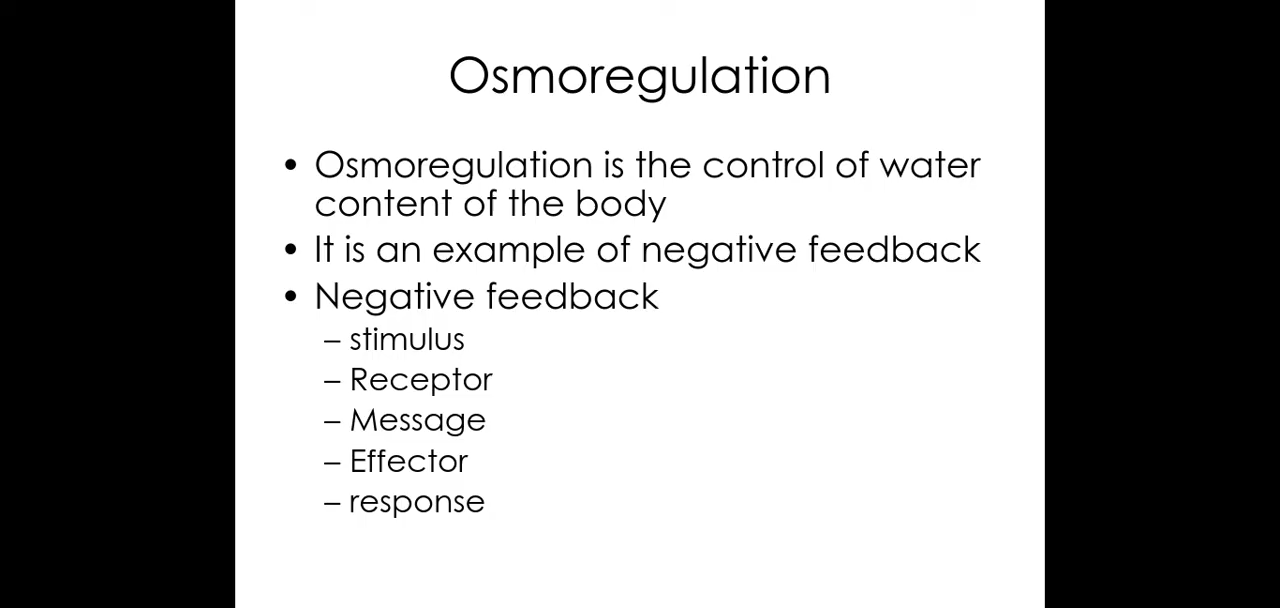 Osmoregulation
• Osmoregulation is the control of water
content of the body
• It is an example of negative feedback
• Negative feedback
– stimulus
– Receptor
– Message
– Effector
– response